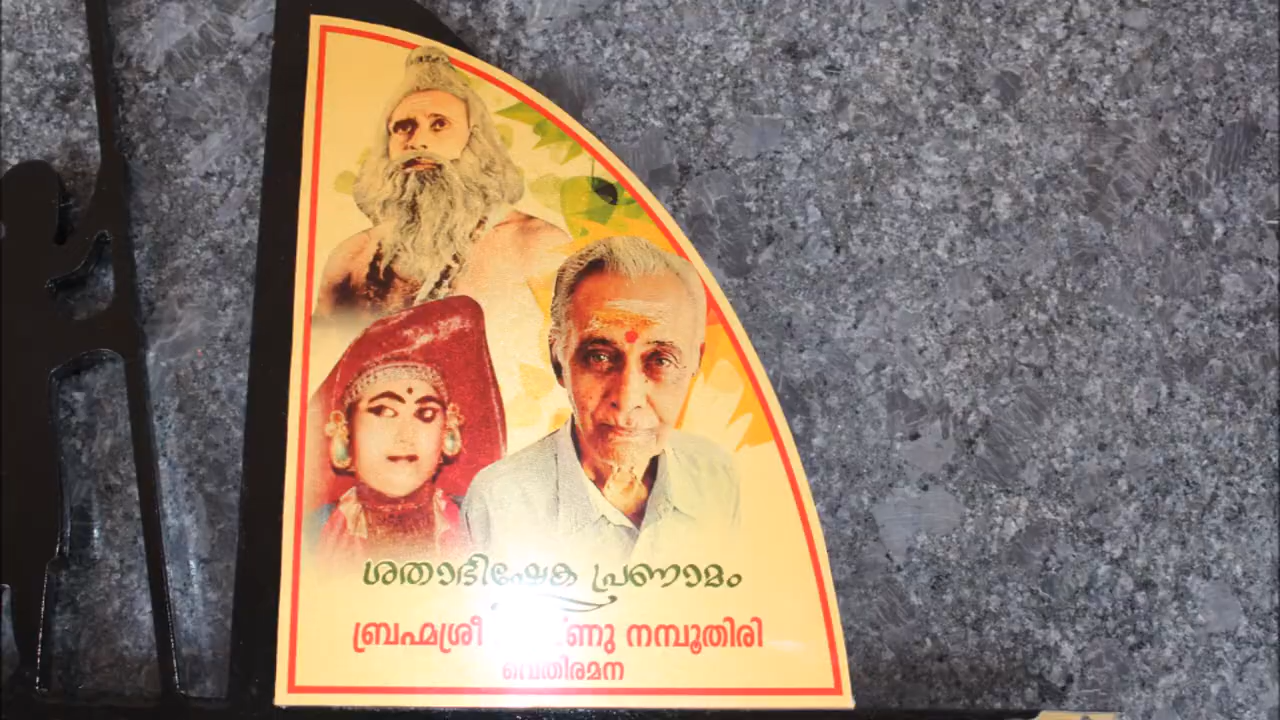 ശതാഭിഷേക പ്രണാമം
ബ്രഹ്മശ്രീ നമ്പൂതിരി
വെതിരമന